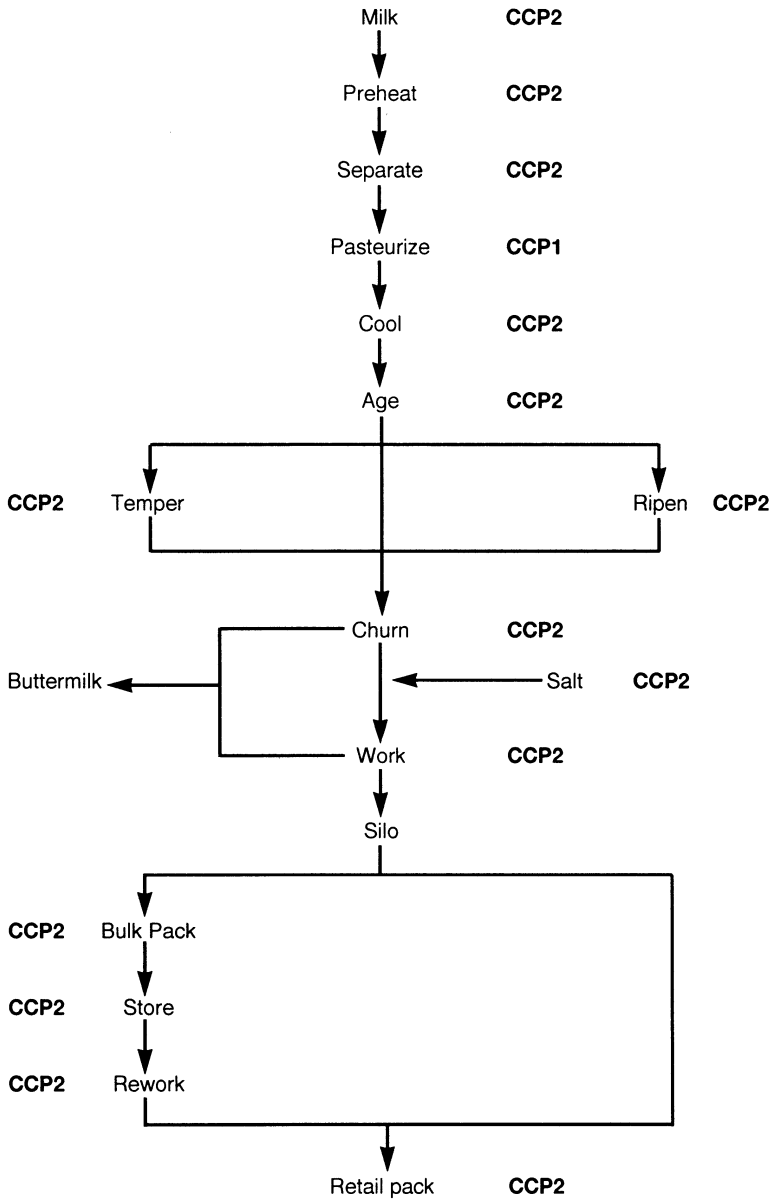 Milk CCP2
Preheat CCP2
Separate CCP2
Pasteurize CCP1
Cool CCP2
Age CCP2
CCP2 Temper Ripen CCP2
Churn CCP2
Buttermilk Salt CCP2
Work CCP2
Silo
CCP2 Bulk Pack
CCP2 Store
CCP2 Rework
Retail pack CCP2